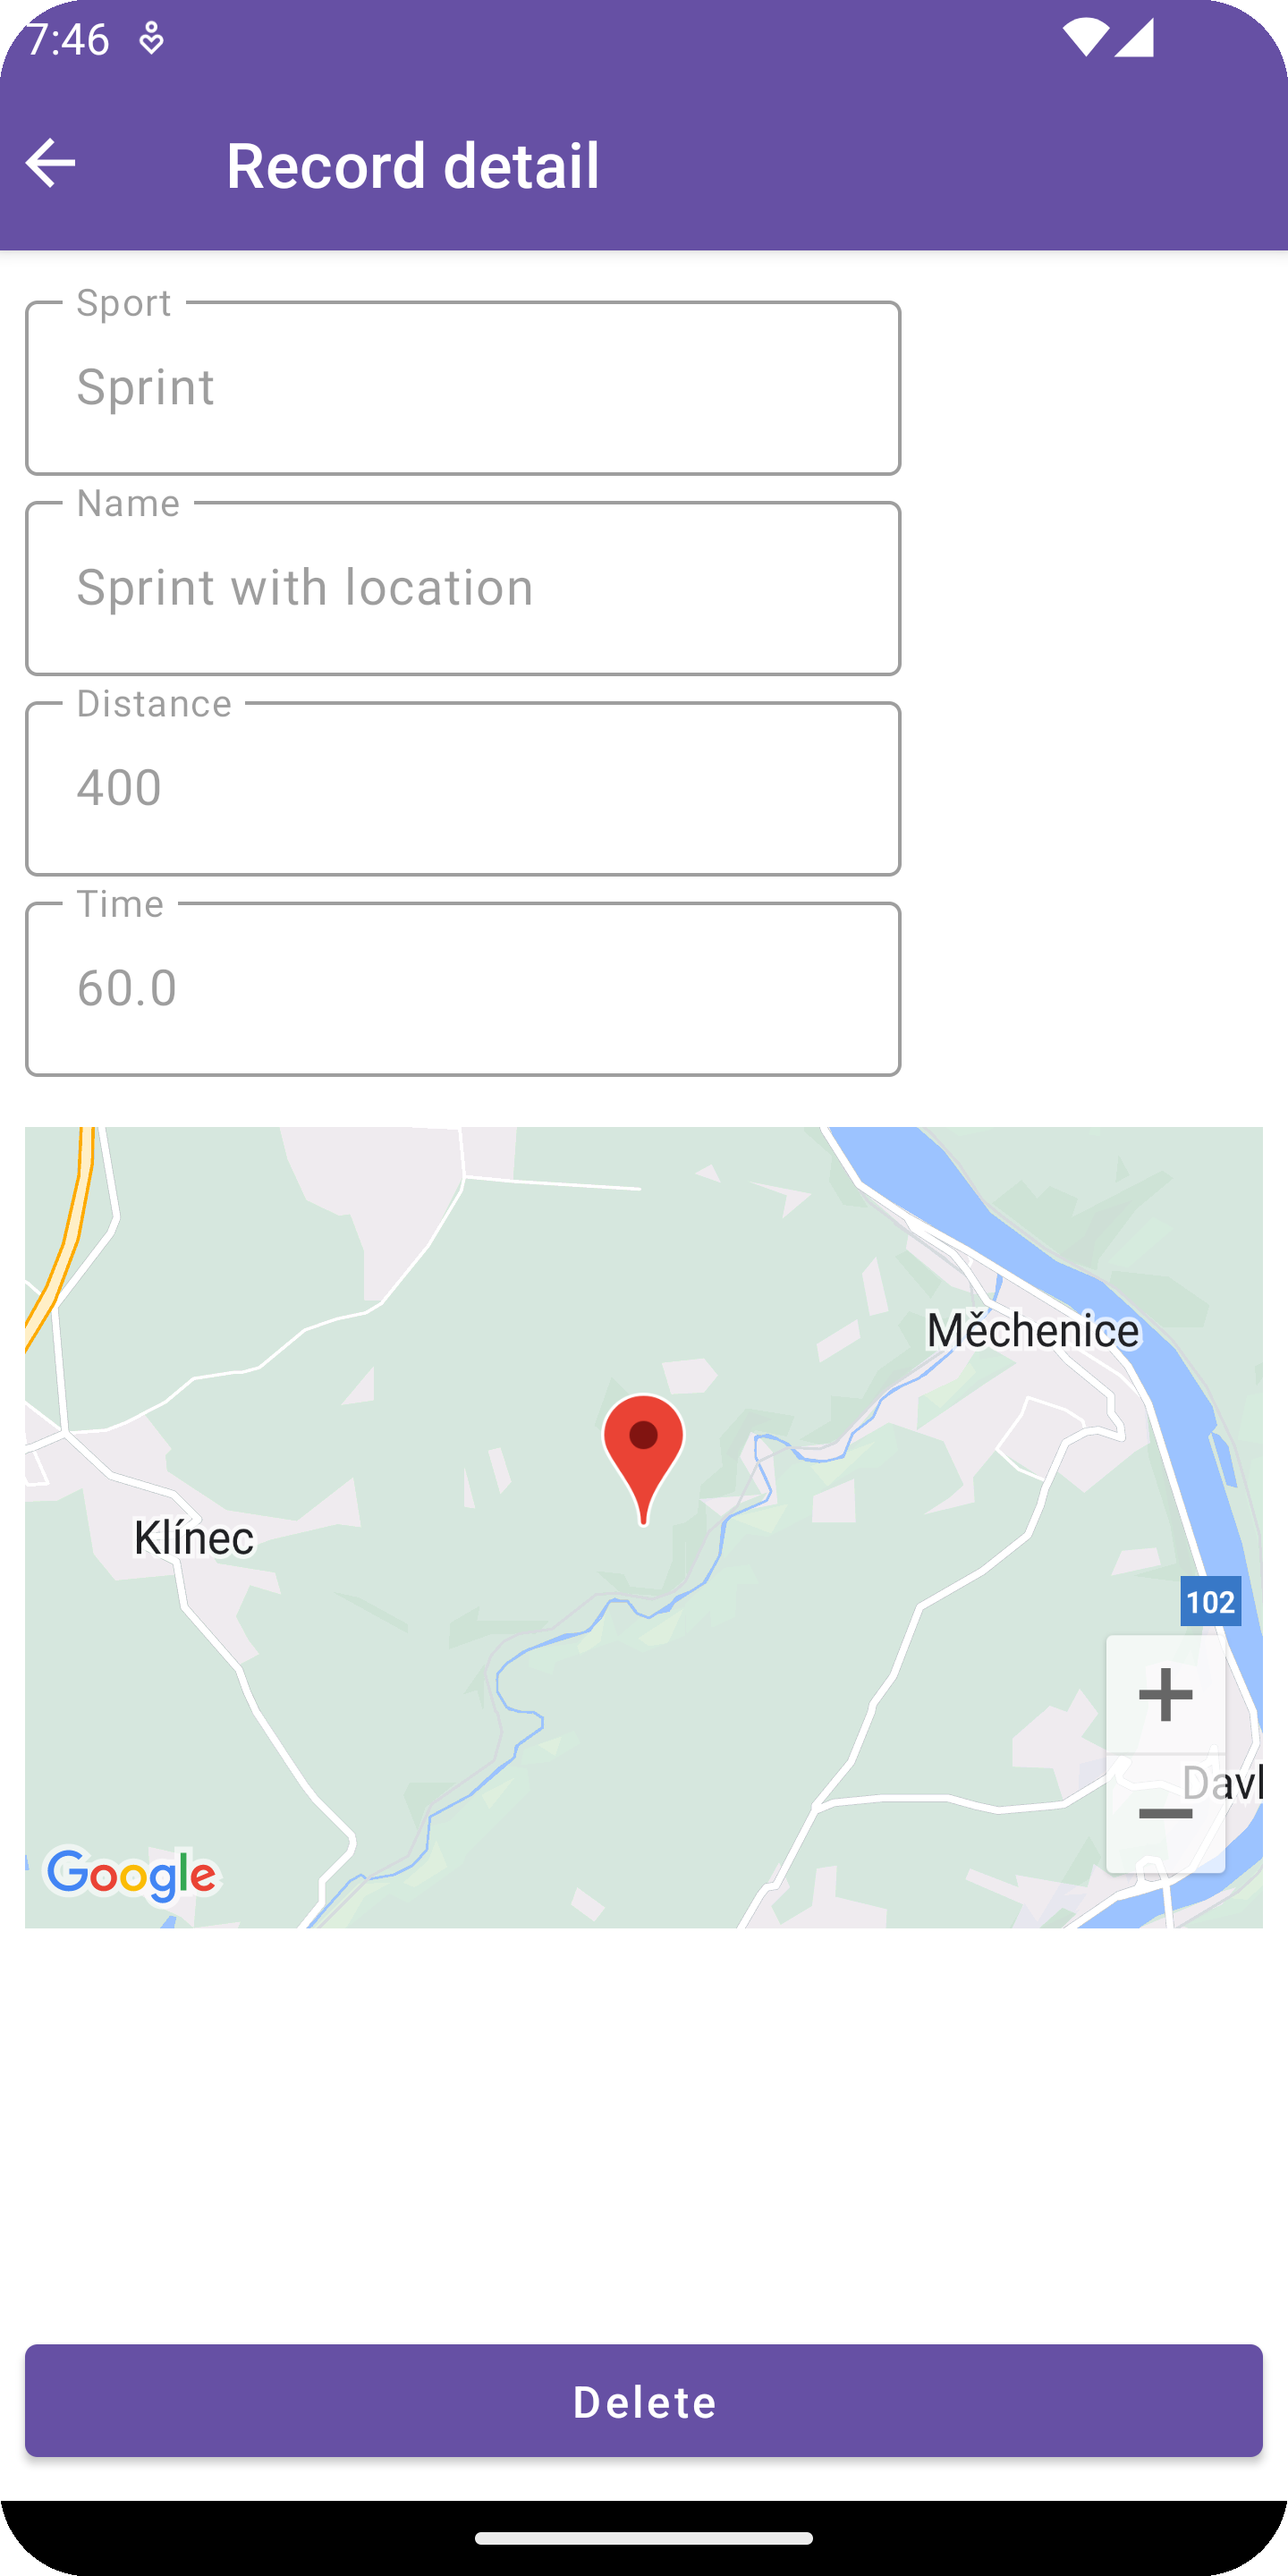 7:46
Record detail
Sport
Sprint
Name
Sprint with location
Distance
400
Time
60.0
Měchenice
Klínec
102
Davl
Google
Delete